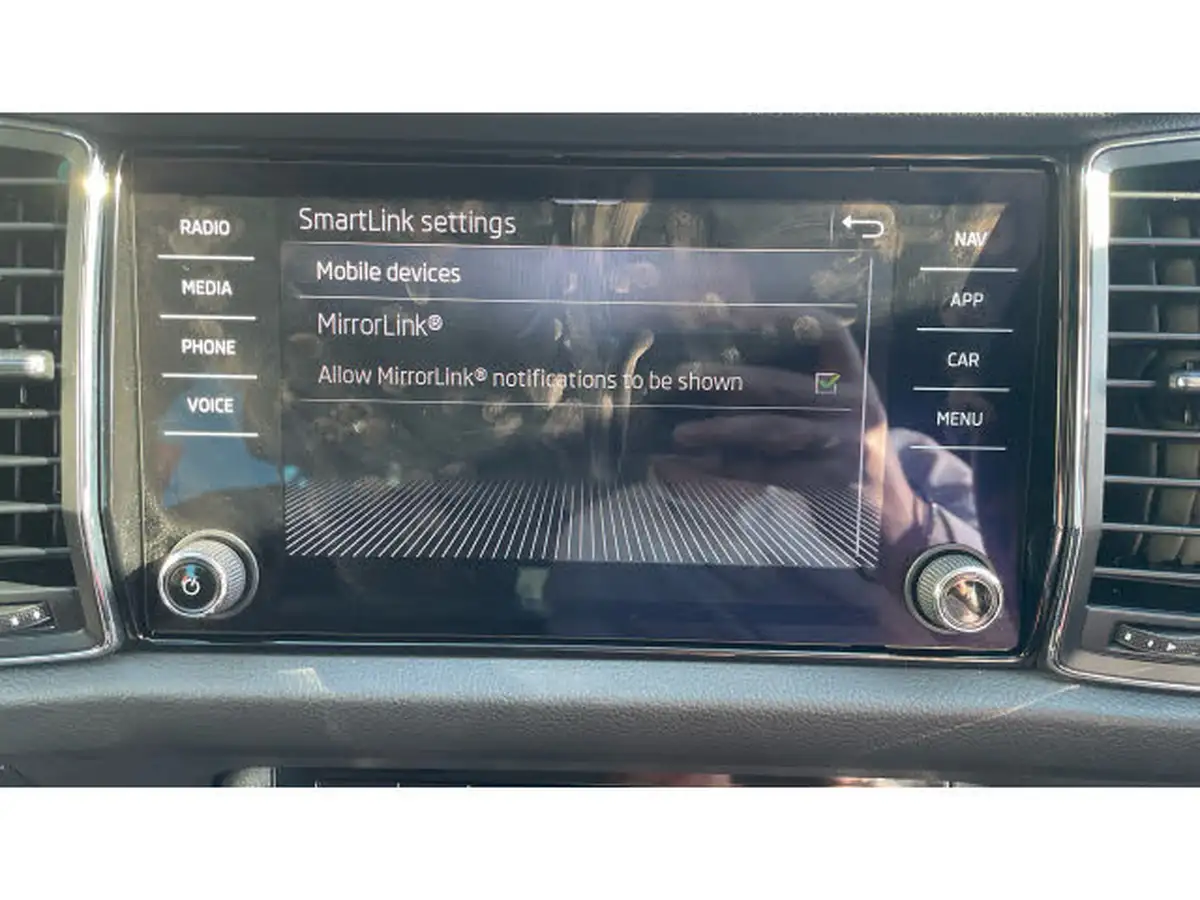 SmartLink settings
RADIO
MEDIA
PHONE
VOICE
Mobile devices
MirrorLink®
Allow MirrorLink® notifications to be shown
NAV
APP
CAR
MENU